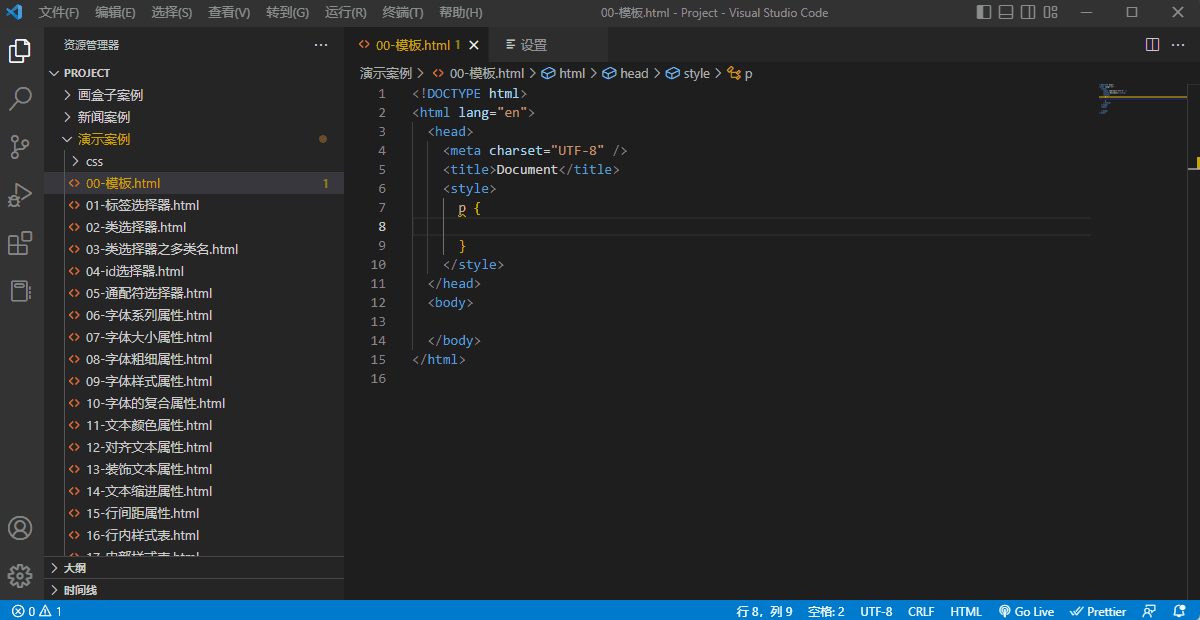 文件(F) 编辑(E) 选择(S) 查看(V) 转到(G) 运行(R) 终端(T) 帮助(H) 00-模板.html - Project - Visual Studio Code
资源管理器
PROJECT
画盒子案例
新闻案例
演示案例
css
00-模板.html 1
01-标签选择器.html
02-类选择器.html
03-类选择器之多类名.html
04-id选择器.html
05-通配符选择器.html
06-字体系列属性.html
07-字体大小属性.html
08-字体粗细属性.html
09-字体样式属性.html
10-字体的复合属性.html
11-文本颜色属性.html
12-对齐文本属性.html
13-装饰文本属性.html
14-文本缩进属性.html
15-行间距属性.html
16-行内样式表.html
17-内部样式表.html
大纲
时间线
00-模板.html 1 设置
演示案例 > 00-模板.html > html > head > style > p
1 <!DOCTYPE html>
2 <html lang="en">
3 <head>
4 <meta charset="UTF-8" />
5 <title>Document</title>
6 <style>
7 p {
8
9 }
10 </style>
11 </head>
12 <body>
13
14 </body>
15 </html>
16
0 1 行 8，列 9 空格: 2 UTF-8 CRLF HTML Go Live Prettier